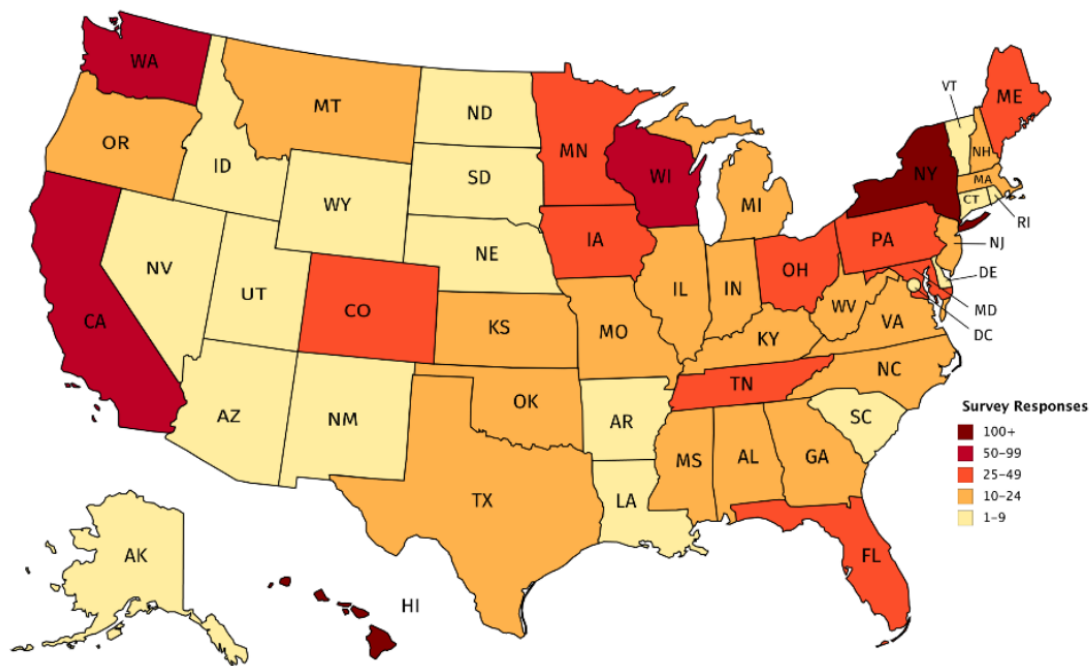 WA
MT
ND
VT
ME
OR
MN
ID
SD
WI
NY
NH
MA
WY
MI
CT
RI
IA
PA
NE
NJ
NV
OH
DE
UT
IL
IN
MD
CA
CO
WV
DC
KS
MO
VA
KY
NC
TN
OK
AZ
NM
AR
SC
MS
AL
GA
TX
LA
FL
AK
HI
Survey Responses
100+
50-99
25-49
10-24
1-9